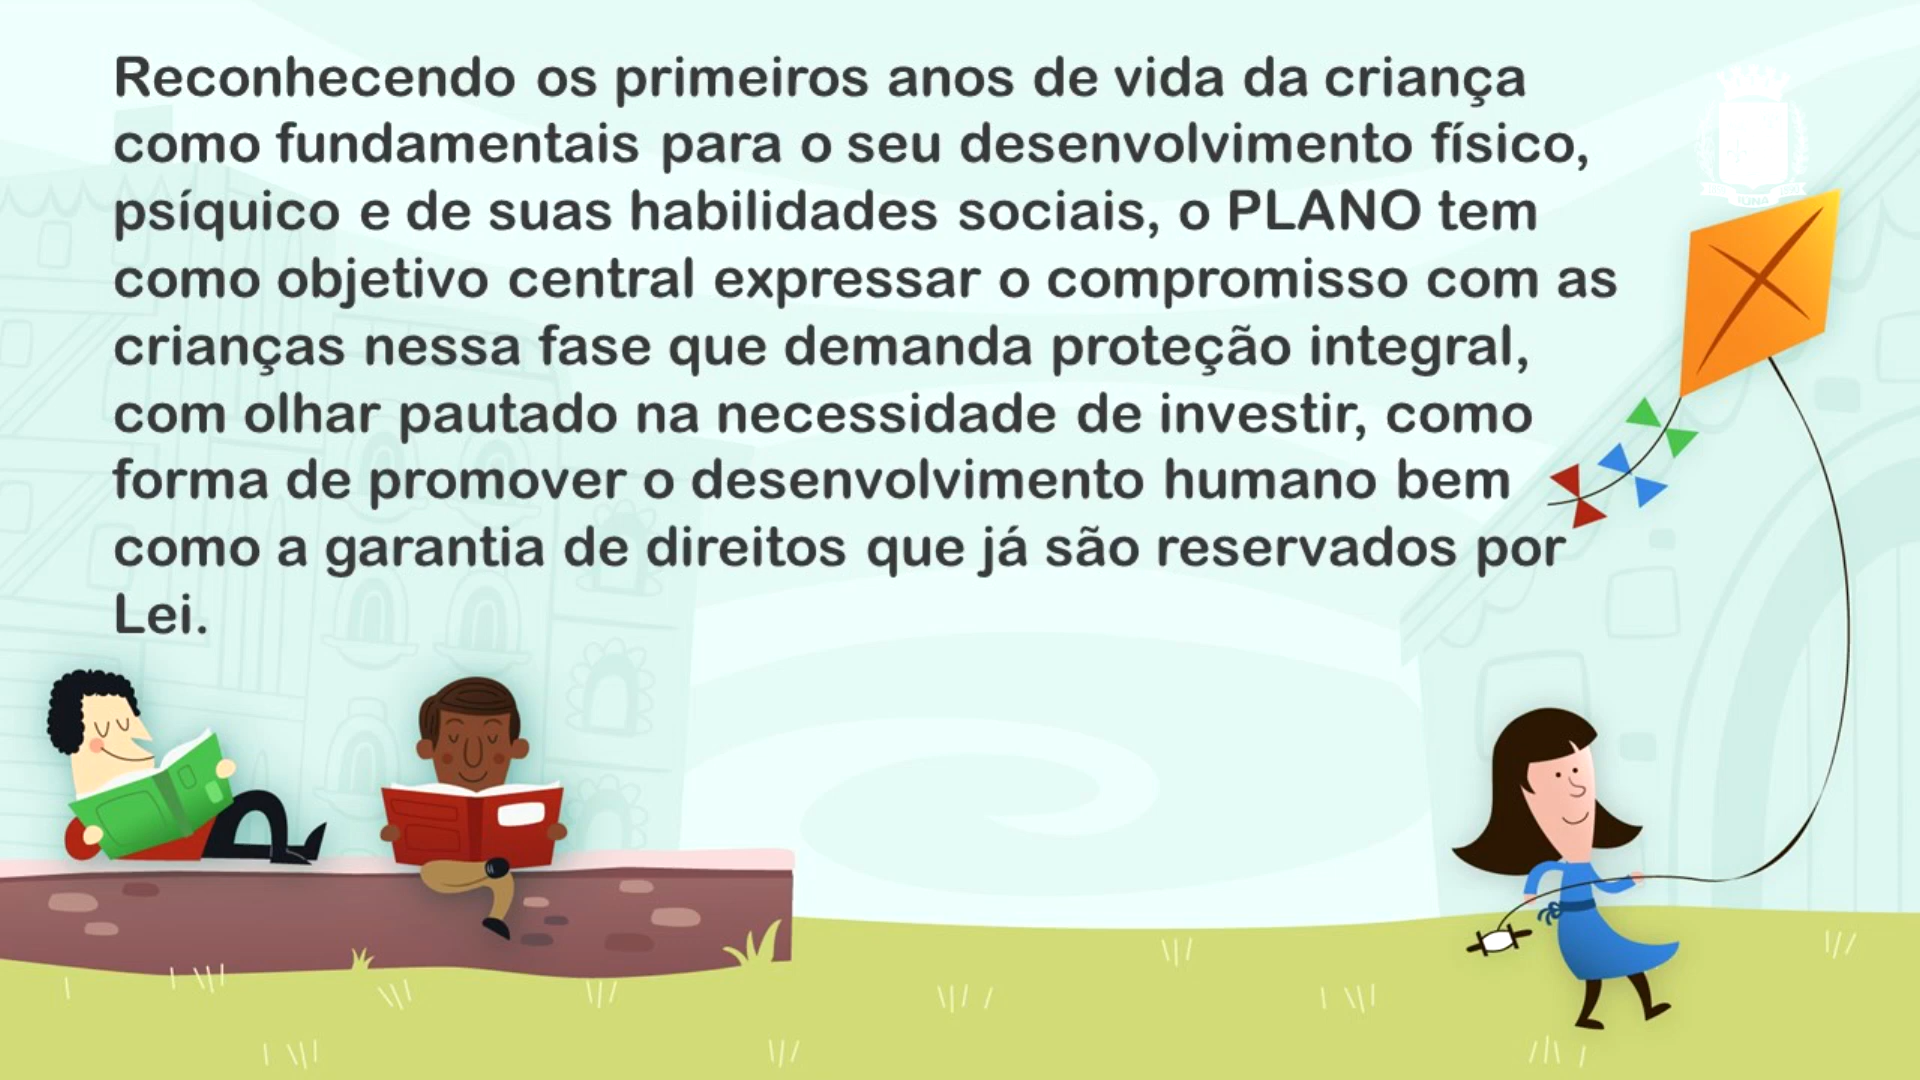 Reconhecendo os primeiros anos de vida da criança
como fundamentais para o seu desenvolvimento físico,
psíquico e de suas habilidades sociais, o PLANO tem
como objetivo central expressar o compromisso com as
crianças nessa fase que demanda proteção integral,
com olhar pautado na necessidade de investir, como
forma de promover o desenvolvimento humano bem
como a garantia de direitos que já são reservados por
Lei.